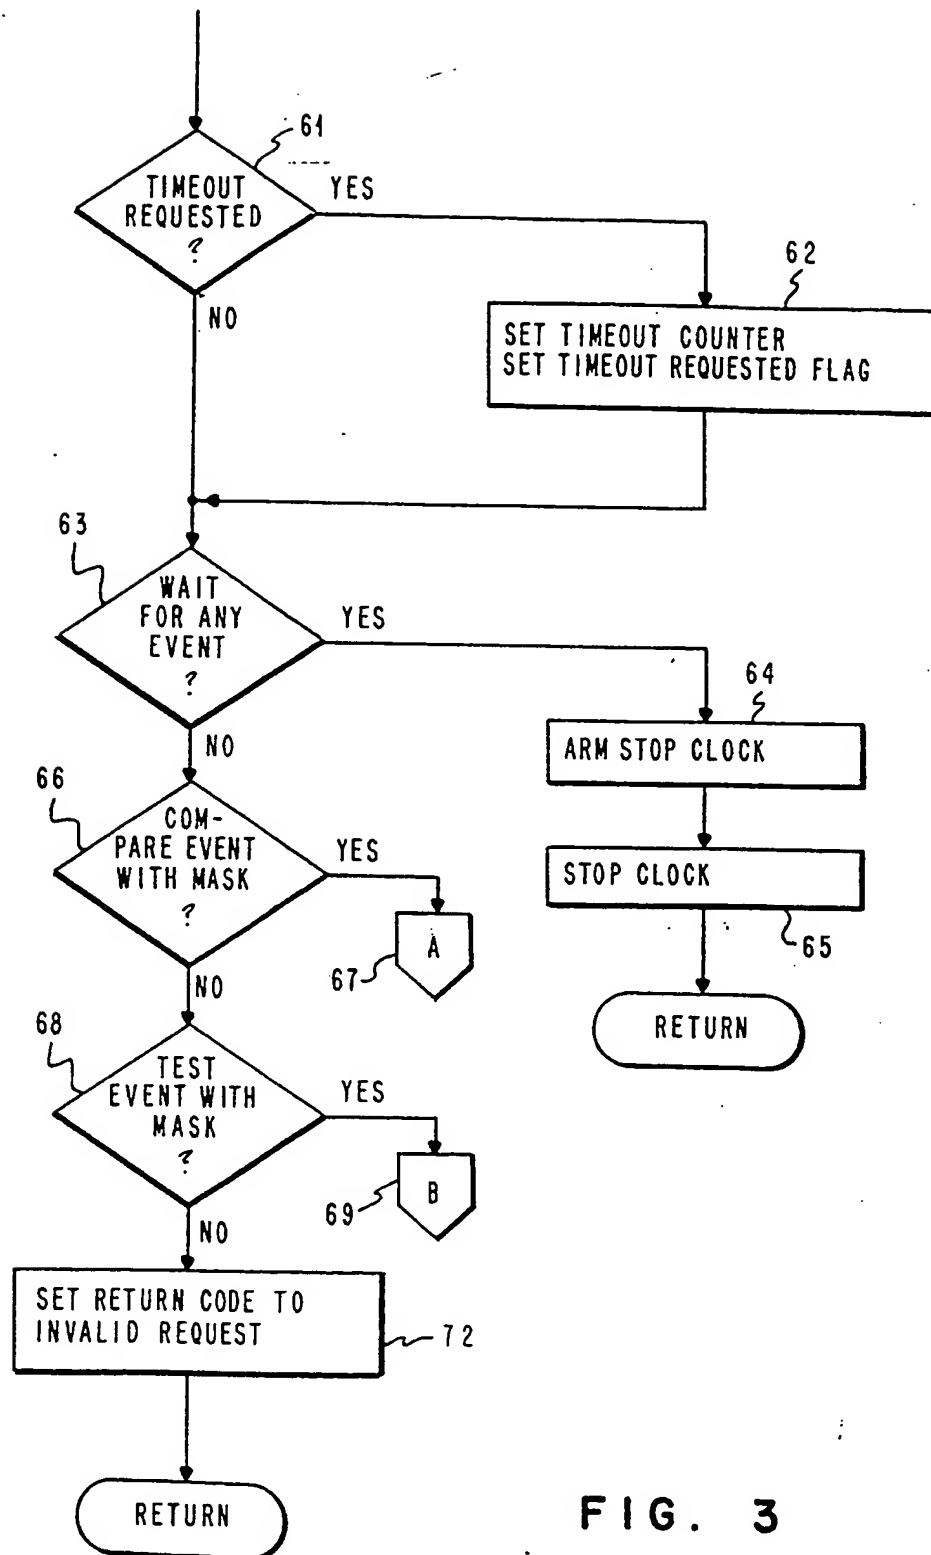 61
TIMEOUT
REQUESTED
?
YES
NO
62
SET TIMEOUT COUNTER
SET TIMEOUT REQUESTED FLAG
63
WAIT
FOR ANY
EVENT
?
YES
NO
64
ARM STOP CLOCK
STOP CLOCK
65
RETURN
66
COM-
PARE EVENT
WITH MASK
?
YES
NO
A
67
68
TEST
EVENT WITH
MASK
?
YES
NO
B
69
SET RETURN CODE TO
INVALID REQUEST
72
RETURN
FIG. 3